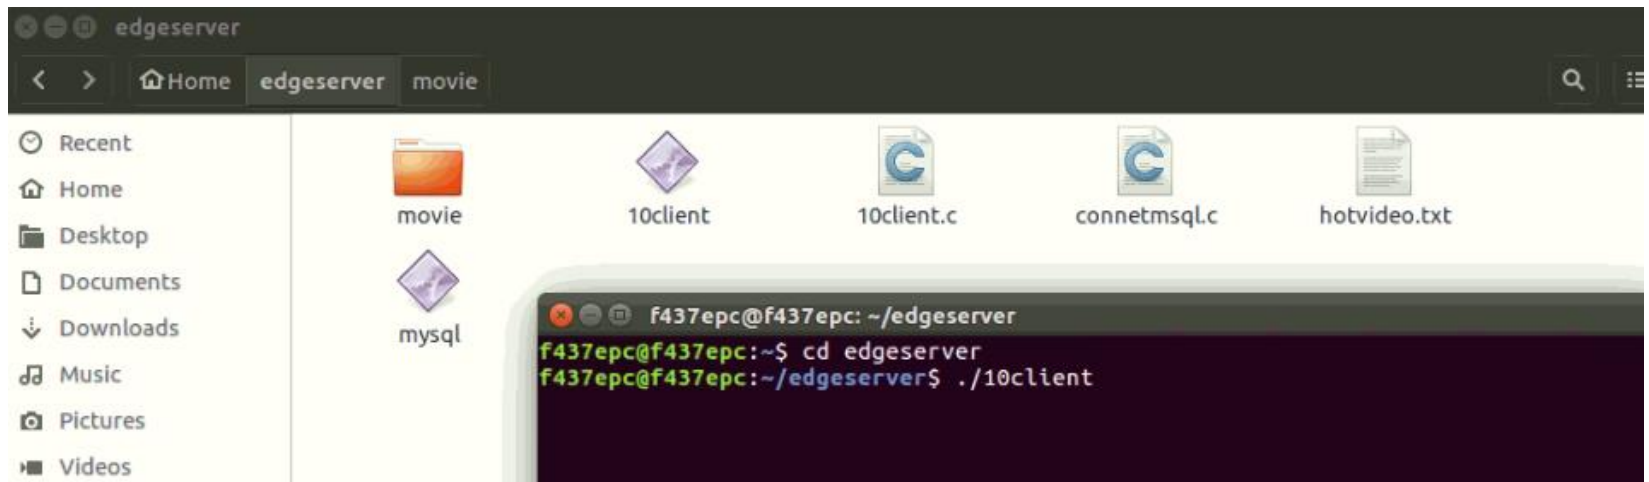 edgeserver
Home edgeserver movie
Recent
Home
Desktop
Documents
Downloads
Music
Pictures
Videos
movie 10client 10client.c connetmsql.c hotvideo.txt
mysql
f437epc@f437epc: ~/edgeserver
f437epc@f437epc:~$ cd edgeserver
f437epc@f437epc:~/edgeserver$ ./10client